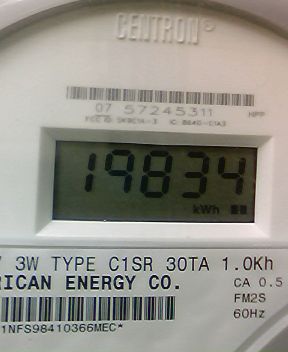 CENTRON®
07 57245311
HPP
19834
kWh
3W TYPE C1SR 30TA 1.0Kh
RICAN ENERGY CO.
CA 0.5
FM2S
60Hz
1NFS98410366MEC*